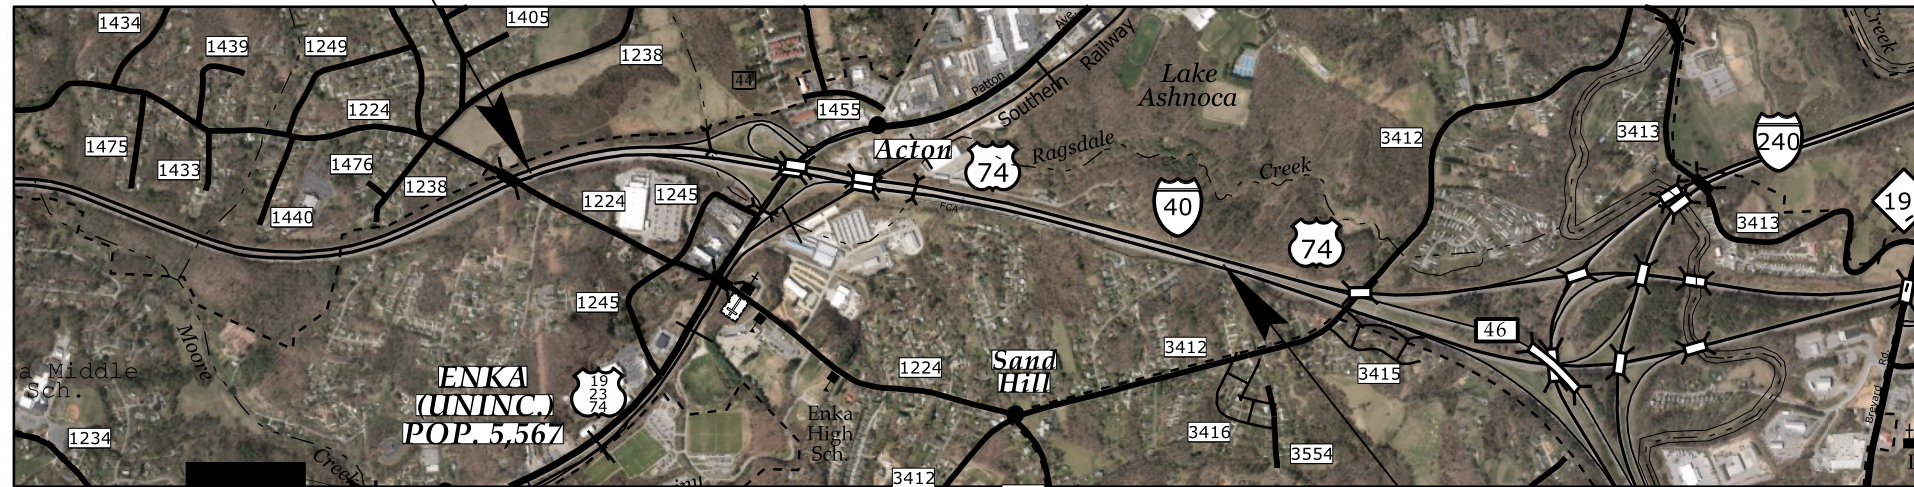 1434
1405
1439
1249
1238
44
Patton
Ave.
Southern Railway
Lake
Ashnoca
Creek
1224
1455
3412
3413
240
1475
1433
1476
1238
1440
Acton
74
Ragsdale
Creek
1224
1245
FCA
40
74
3413
19
Moore
1245
46
Sand
Hill
3412
1224
3415
Middle
Sch.
ENKA
(UNINC.)
POP. 5,567
19
23
74
Enka
High
Sch.
1234
Creek
3416
3554
3412
Brevard Rd.